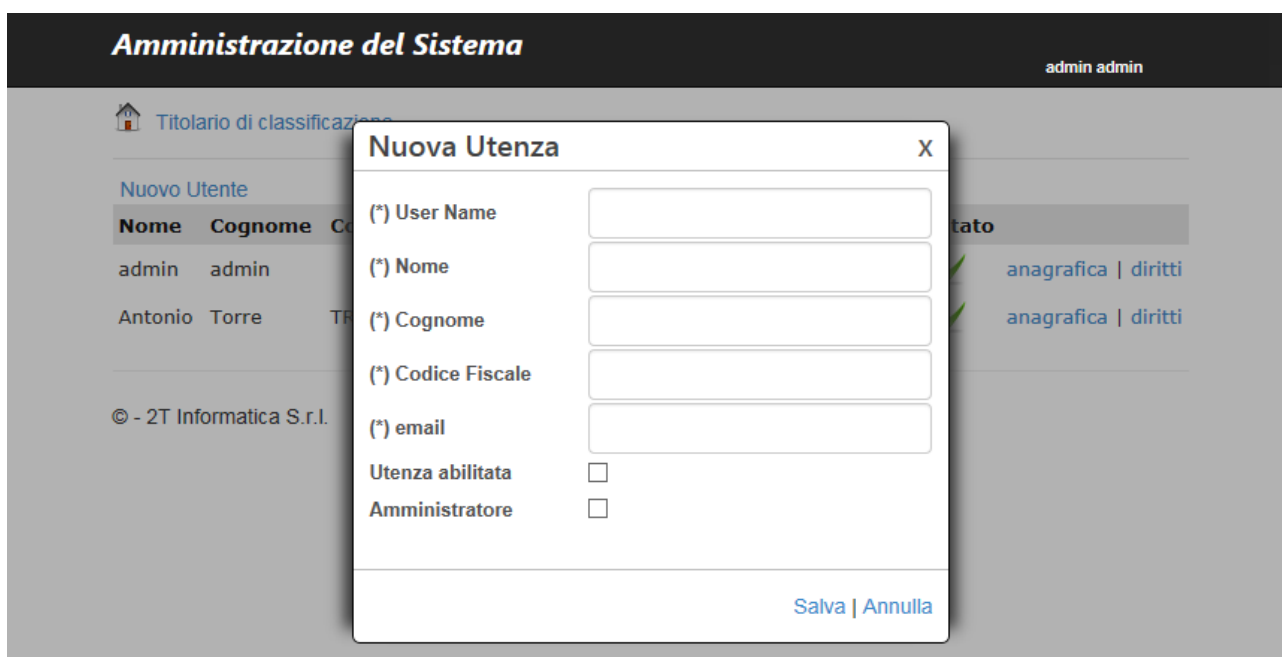 Amministrazione del Sistema
admin admin
Titolario di classificazione
Nuova Utenza X
Nuovo Utente
(*) User Name
Nome Cognome
(*) Nome
admin admin anagrafica | diritti
(*) Cognome
Antonio Torre anagrafica | diritti
(*) Codice Fiscale
© - 2T Informatica S.r.l.
(*) email
Utenza abilitata
Amministratore
Salva | Annulla